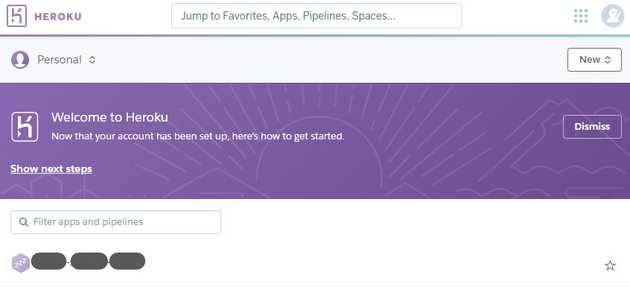 HEROKU
Jump to Favorites, Apps, Pipelines, Spaces...
Personal
New
Welcome to Heroku
Now that your account has been set up, here's how to get started.
Dismiss
Show next steps
Filter apps and pipelines